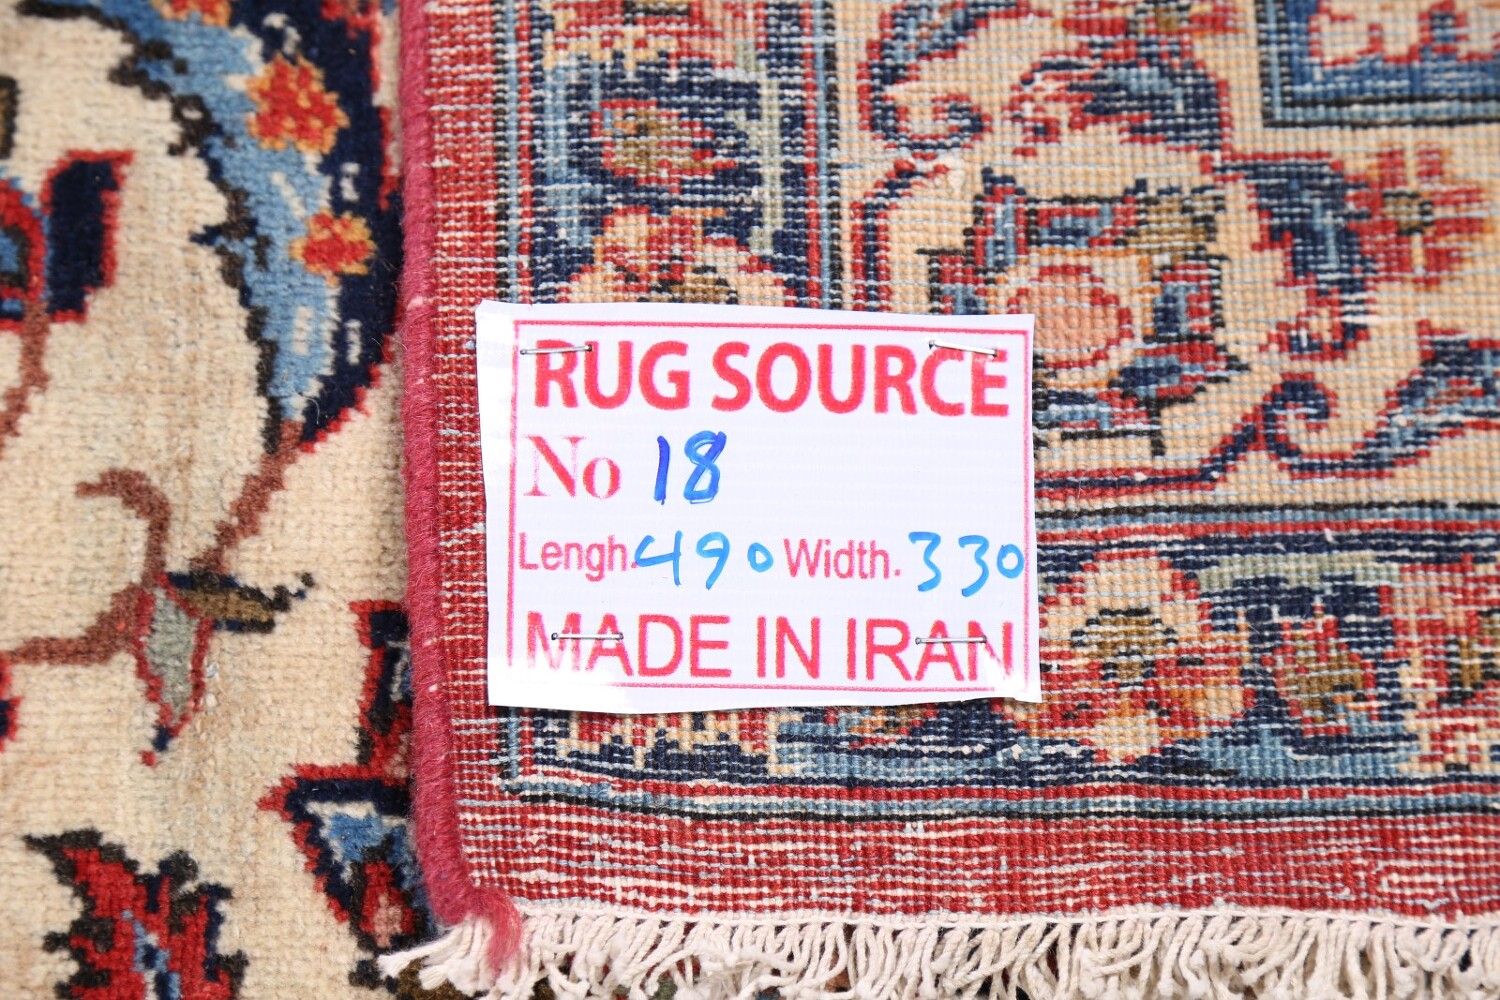 RUG SOURCE
No 18
Lengh. 490 Width. 330
MADE IN IRAN